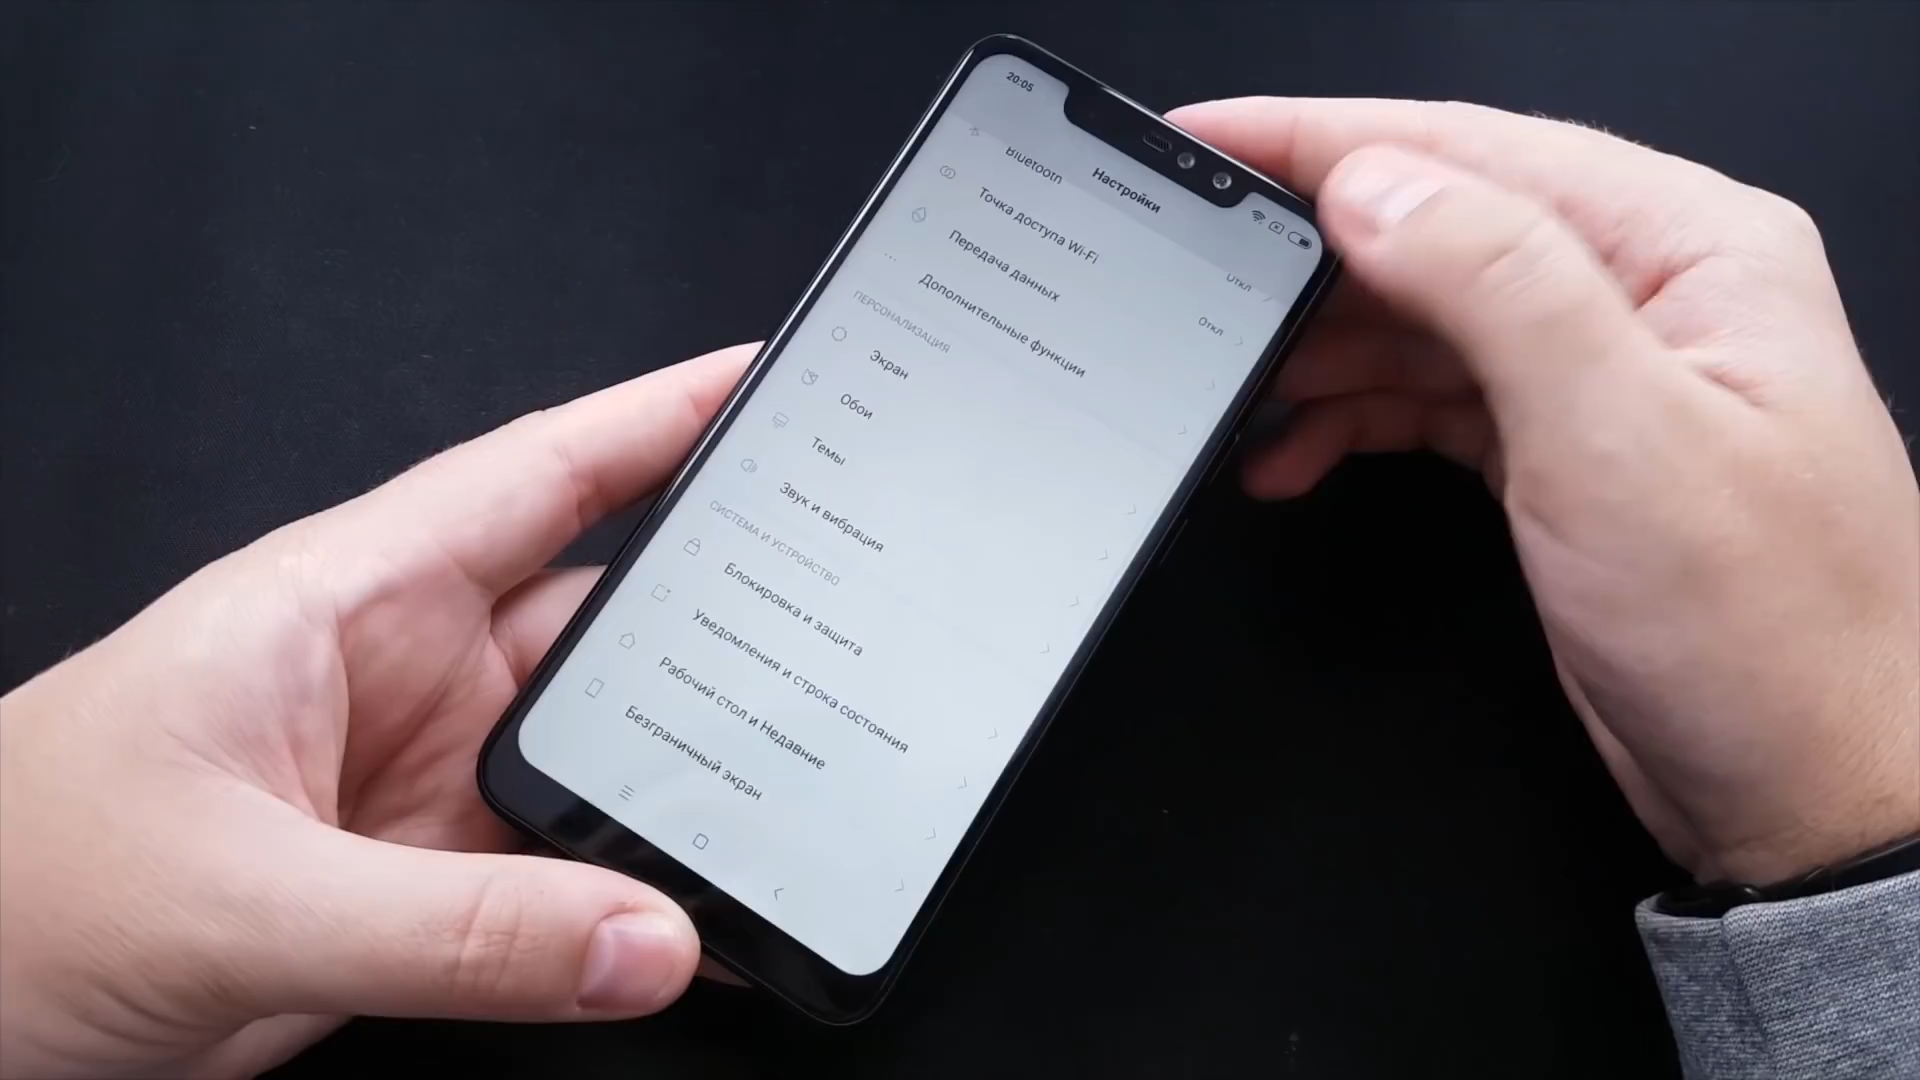 20:05
Настройки
Bluetooth
Откл
Точка доступа Wi-Fi
Откл
Передача данных
Дополнительные функции
ПЕРСОНАЛИЗАЦИЯ
Экран
Обои
Темы
Звук и вибрация
СИСТЕМА И УСТРОЙСТВО
Блокировка и защита
Уведомления и строка состояния
Рабочий стол и Недавние
Безграничный экран